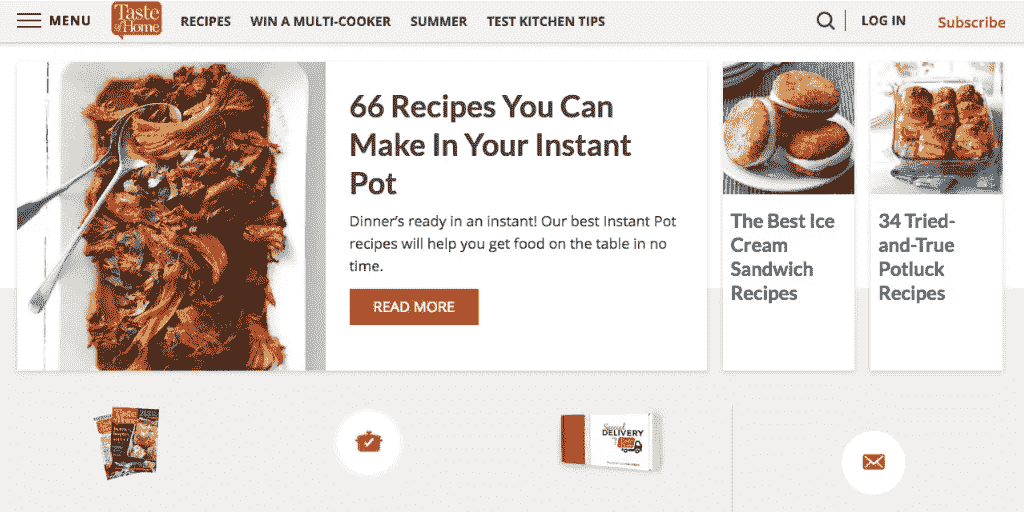 MENU
Taste
of Home
RECIPES
WIN A MULTI-COOKER
SUMMER
TEST KITCHEN TIPS
LOG IN
Subscribe
66 Recipes You Can
Make In Your Instant
Pot
Dinner's ready in an instant! Our best Instant Pot
recipes will help you get food on the table in no
time.
READ MORE
The Best Ice
Cream
Sandwich
Recipes
34 Tried-
and-True
Potluck
Recipes
Taste
of Home
Special
DELIVERY